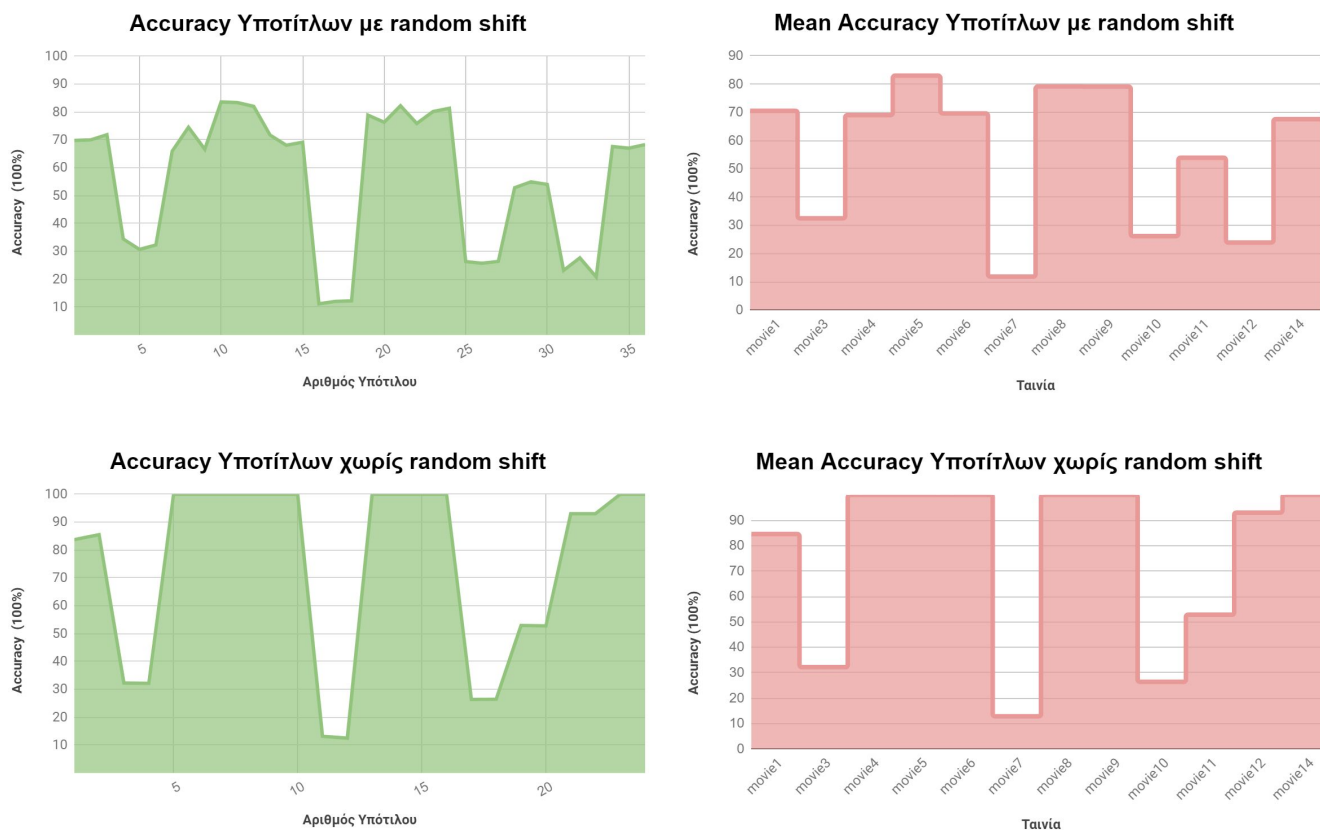 Accuracy Υποτίτλων με random shift
100
90
80
70
60
50
40
30
20
10
Accuracy (100%)
5
10
15
20
25
30
35
Αριθμός Υπότιλου
Mean Accuracy Υποτίτλων με random shift
90
80
70
60
50
40
30
20
10
0
Accuracy (100%)
movie1
movie3
movie4
movie5
movie6
movie7
movie8
movie9
movie10
movie11
movie12
movie14
Ταινία
Accuracy Υποτίτλων χωρίς random shift
100
90
80
70
60
50
40
30
20
10
Accuracy (100%)
5
10
15
20
Αριθμός Υπότιλου
Mean Accuracy Υποτίτλων χωρίς random shift
90
80
70
60
50
40
30
20
10
0
Accuracy (100%)
movie1
movie3
movie4
movie5
movie6
movie7
movie8
movie9
movie10
movie11
movie12
movie14
Ταινία